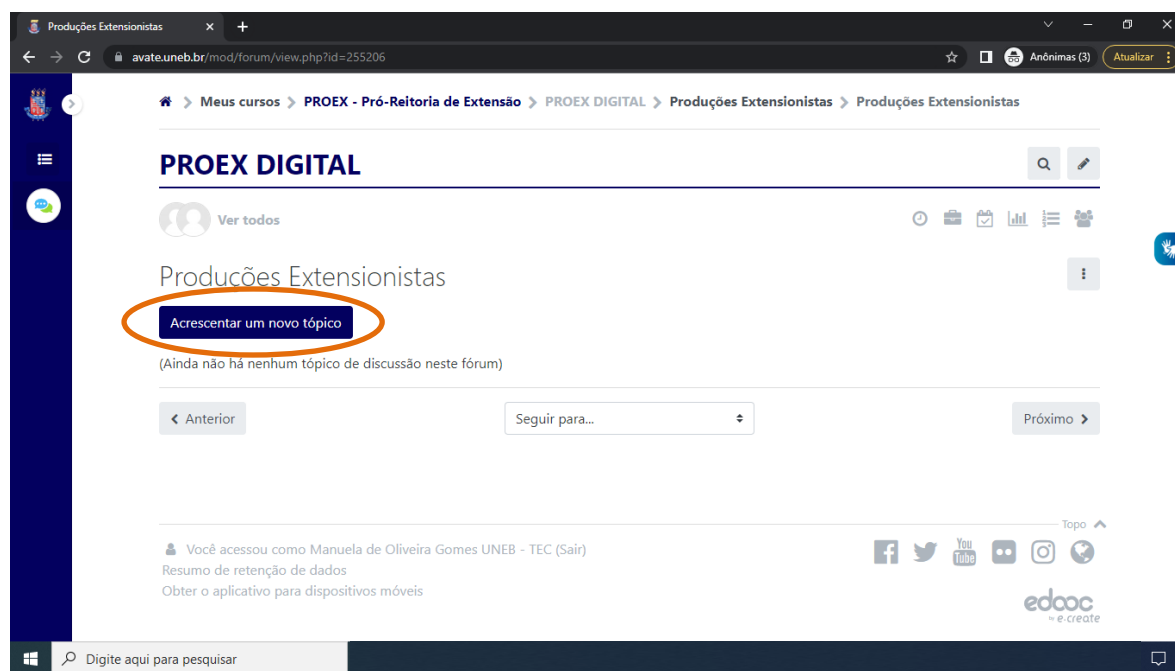 Produções Extensionistas
avate.uneb.br/mod/forum/view.php?id=255206
Anônimas (3)
Atualizar
Meus cursos > PROEX - Pró-Reitoria de Extensão > PROEX DIGITAL > Produções Extensionistas > Produções Extensionistas
PROEX DIGITAL
Ver todos
Produções Extensionistas
Acrescentar um novo tópico
(Ainda não há nenhum tópico de discussão neste fórum)
Anterior
Seguir para...
Próximo
Topo
Você acessou como Manuela de Oliveira Gomes UNEB - TEC (Sair)
Resumo de retenção de dados
Obter o aplicativo para dispositivos móveis
You
Tube
edooc
by e-create
Digite aqui para pesquisar